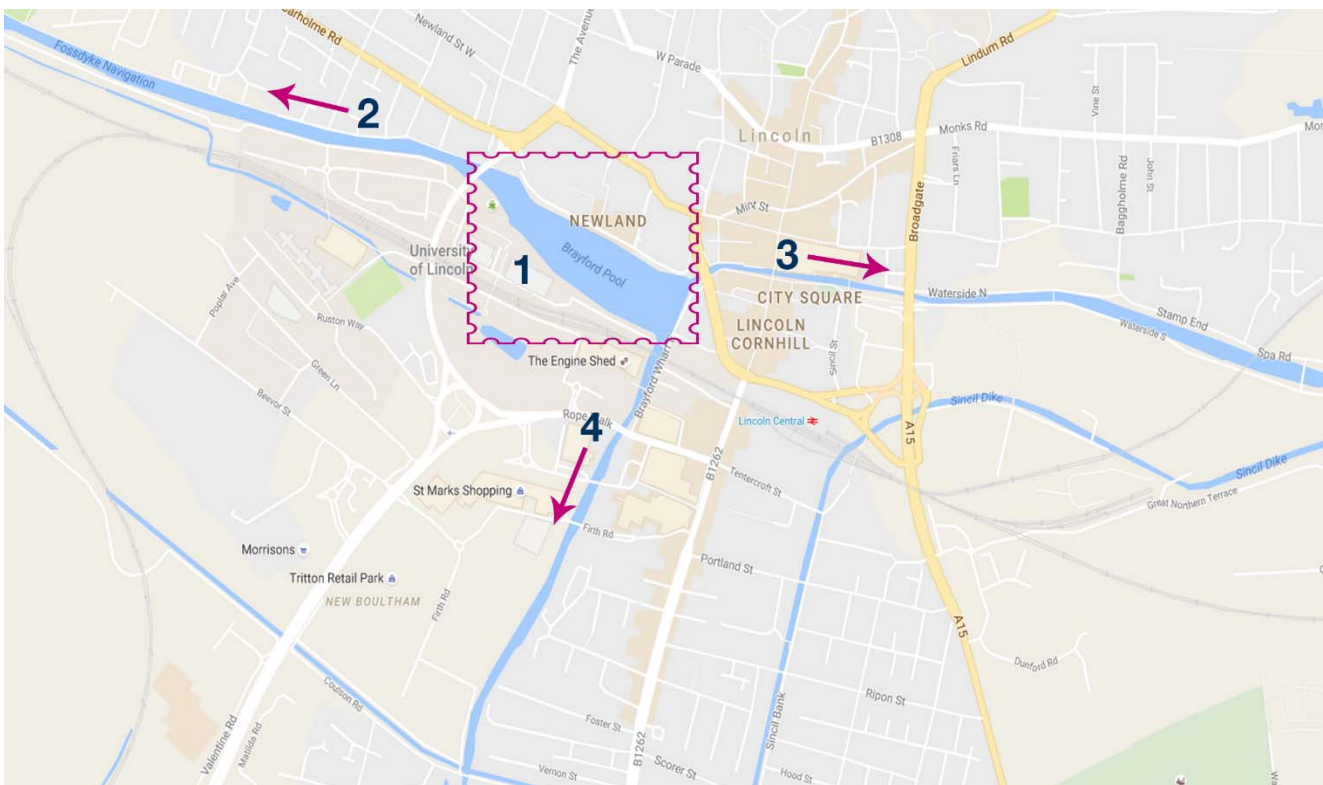 arholme Rd
Newland St W
The Avenue
W Parade
Lindum Rd
Fossdyke Navigation
2
Lincoln
B1308
Monks Rd
Vine St
Friars Ln
Baggholme Rd
John St
Broadgate
Mint St
NEWLAND
University
of Lincoln
1
Brayford Pool
3
CITY SQUARE
Waterside N
Stamp End
Waterside S
Spa Rd
LINCOLN
CORNHILL
Sincil St
Poplar Ave
Ruston Way
Green Ln
Beevor St
The Engine Shed
Brayford Wharf
Rope Walk
4
Lincoln Central
Sincil Dike
A15
B1262
Tentercroft St
Sincil Dike
Great Northern Terrace
St Marks Shopping
Firth Rd
Morrisons
Portland St
Tritton Retail Park
NEW BOULTHAM
Firth Rd
A15
Dunford Rd
Coulson Rd
Valentine Rd
Matilda Rd
Ripon St
Sincil Bank
Foster St
B1262
Scorer St
Vernon St
Hood St